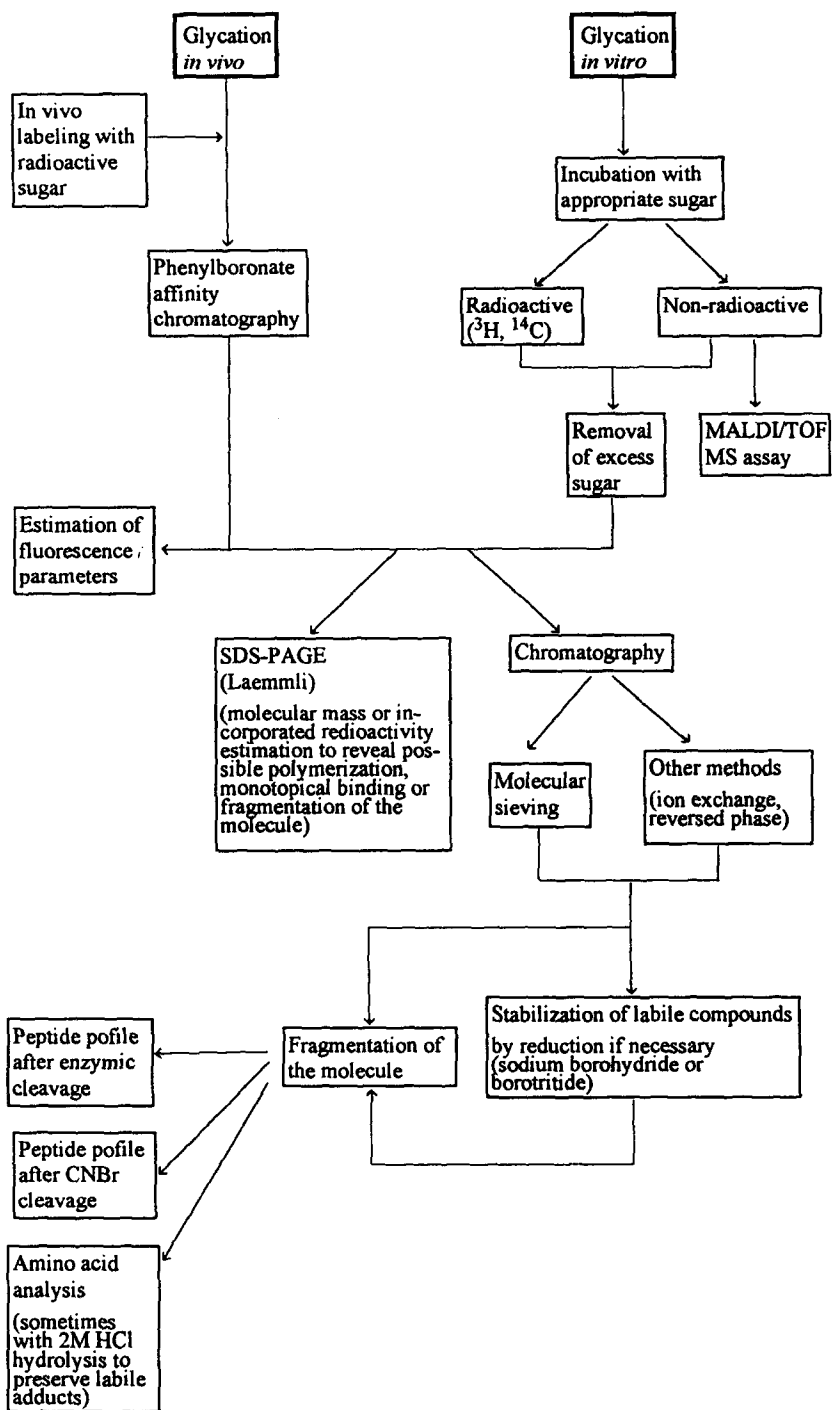 Glycation
in vivo
Glycation
in vitro
In vivo
labeling with
radioactive
sugar
Incubation with
appropriate sugar
Phenylboronate
affinity
chromatography
Radioactive
(³H, ¹⁴C)
Non-radioactive
Removal
of excess
sugar
MALDI/TOF
MS assay
Estimation of
fluorescence
parameters
SDS-PAGE
(Laemmli)
(molecular mass or in-
corporated redioactivity
estimation to reveal pos-
sible polymerization,
monotopical binding or
fragmentation of the
molecule)
Chromatography
Molecular
sieving
Other methods
(ion exchange,
reversed phase)
Stabilization of labile compounds
by reduction if necessary
(sodium borohydride or
borotritide)
Fragmentation of
the molecule
Peptide pofile
after enzymic
cleavage
Peptide pofile
after CNBr
cleavage
Amino acid
analysis
(sometimes
with 2M HCl
hydrolysis to
preserve labile
adducts)